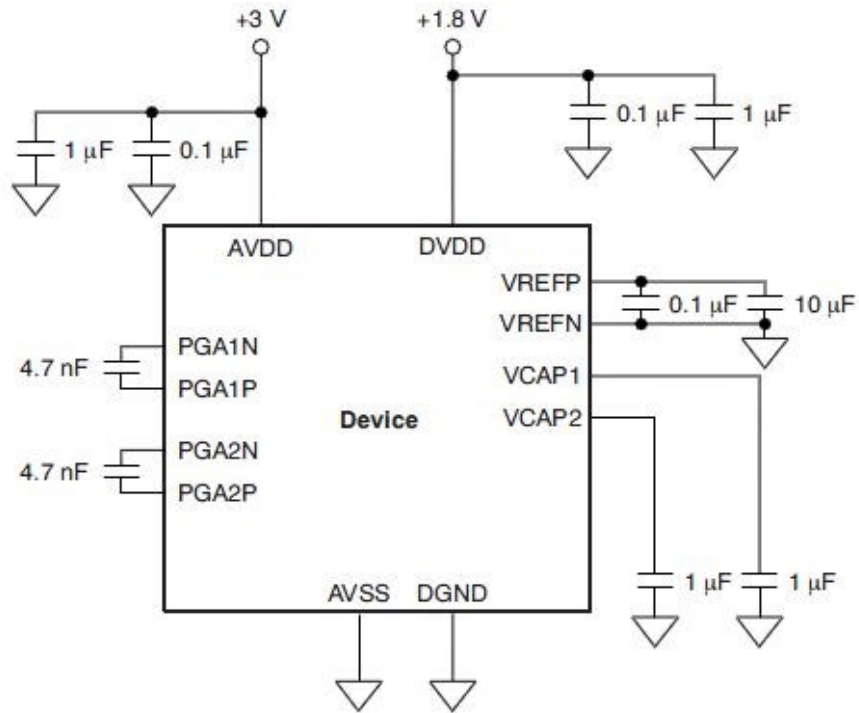 +3 V
+1.8 V
1 μF
0.1 μF
0.1 μF
1 μF
AVDD
DVDD
VREFP
0.1 μF
10 μF
VREFN
PGA1N
4.7 nF
PGA1P
VCAP1
Device
VCAP2
PGA2N
4.7 nF
PGA2P
1 μF
1 μF
AVSS
DGND